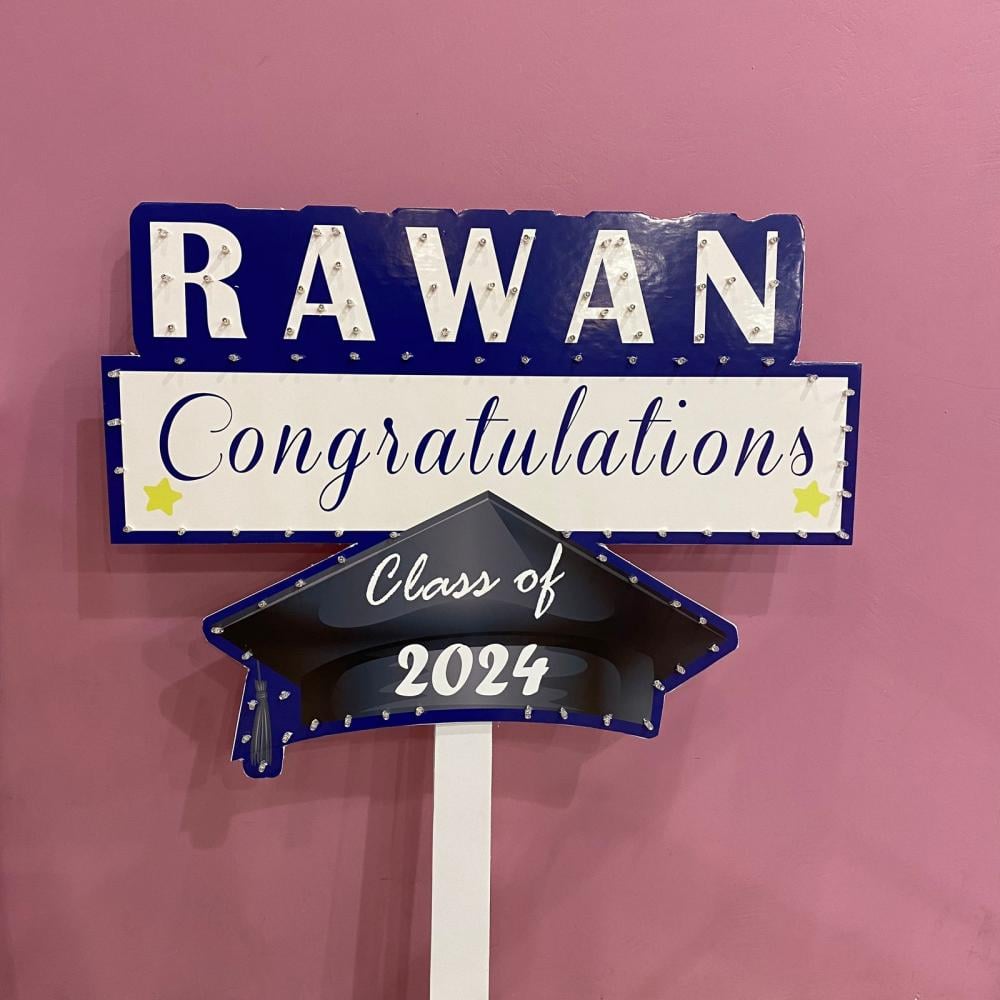 RAWAN
Congratulations
Class of
2024